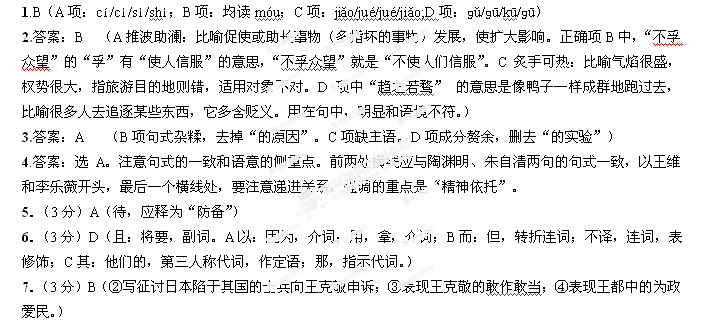 1.B（A项：cí/cí/sì/shì；B项：均读móu；C项：jiǎo/jué/jué/jiǎo;D项：gǔ/gū/kū/gū）
2.答案：B （A推波助澜：比喻促使或助长事物（多指坏的事物）发展，使扩大影响。正确项B中，“不孚
众望”的“孚”有“使人信服”的意思，“不孚众望”就是“不使人们信服”。C 炙手可热：比喻气焰很盛，
权势很大，指旅游目的地则错，适用对象不对。D 项中“趋之若鹜” 的意思是像鸭子一样成群地跑过去，
比喻很多人去追逐某些东西，它多含贬义。用在句中，明显和语境不符。）
3.答案：A （B项句式杂糅，去掉“的原因”。C项缺主语。D项成分赘余，删去“的实验”）
4.答案：选 A。注意句式的一致和语意的侧重点。前两处横线应与陶渊明、朱自清两句的句式一致，以王维
和李乐薇开头，最后一个横线处，要注意递进关系，强调的重点是“精神依托”。
5.（3分）A（待，应释为“防备”）
6.（3分）D（且：将要，副词。A以：因为，介词；用，拿，介词；B而：但，转折连词；不译，连词，表
修饰；C其：他们的，第三人称代词，作定语；那，指示代词。）
7.（3分）B（②写征讨日本陷于其国的士兵向王克敬申诉；③表现王克敬的敢作敢当；④表现王都中的为政
爱民。）